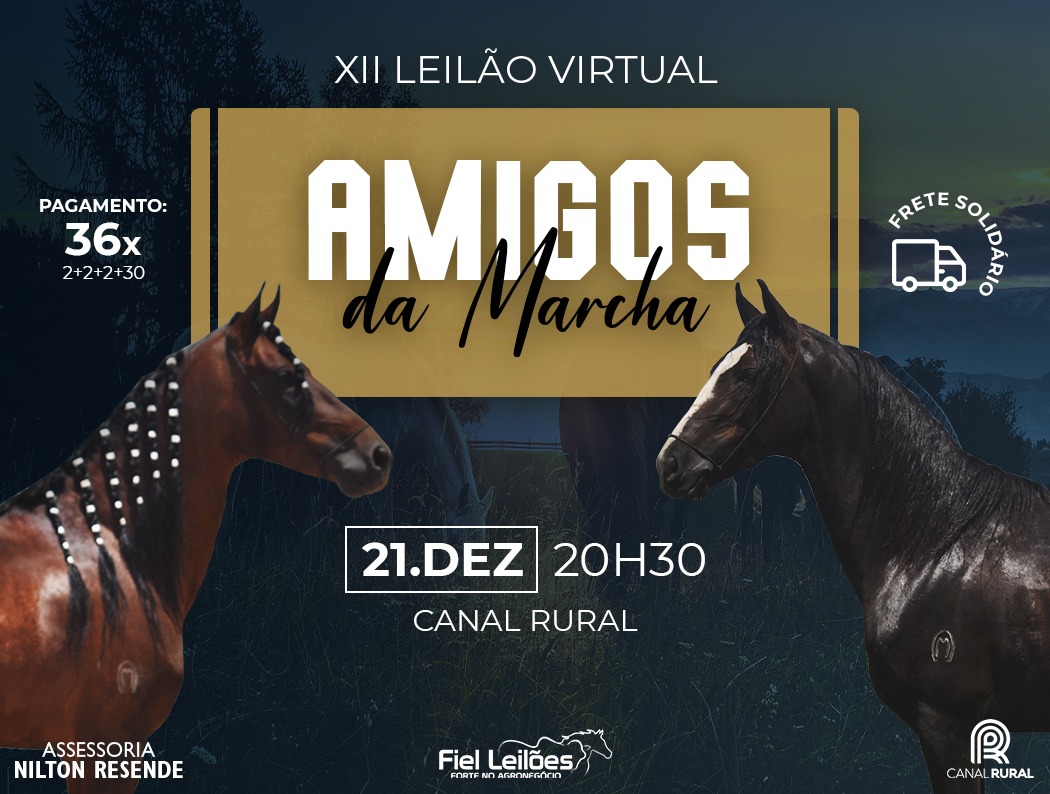 XII LEILÃO VIRTUAL
AMIGOS
da Marcha
PAGAMENTO:
36x
2+2+2+30
FRETE SOLIDÁRIO
21.DEZ 20H30
CANAL RURAL
ASSESSORIA
NILTON RESENDE
Fiel Leilões
FORTE NO AGRONEGÓCIO
CANAL RURAL